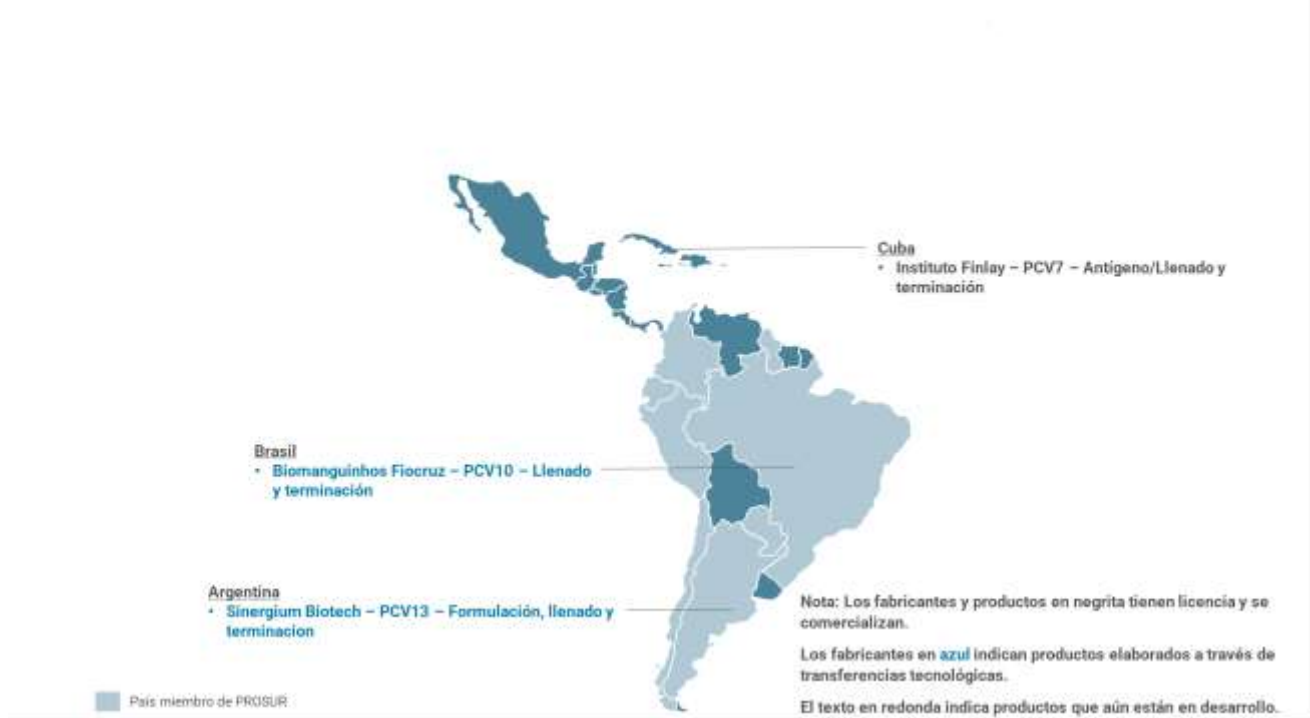 Cuba
• Instituto Finlay – PCV7 – Antígeno/Llenado y
terminación
Brasil
• Biomanguinhos Fiocruz – PCV10 – Llenado
y terminación
Argentina
• Sinergium Biotech – PCV13 – Formulación, llenado y
terminacion
Nota: Los fabricantes y productos en negrita tienen licencia y se
comercializan.
Los fabricantes en azul indican productos elaborados a través de
transferencias tecnológicas.
El texto en redonda indica productos que aún están en desarrollo.
País miembro de PROSUR